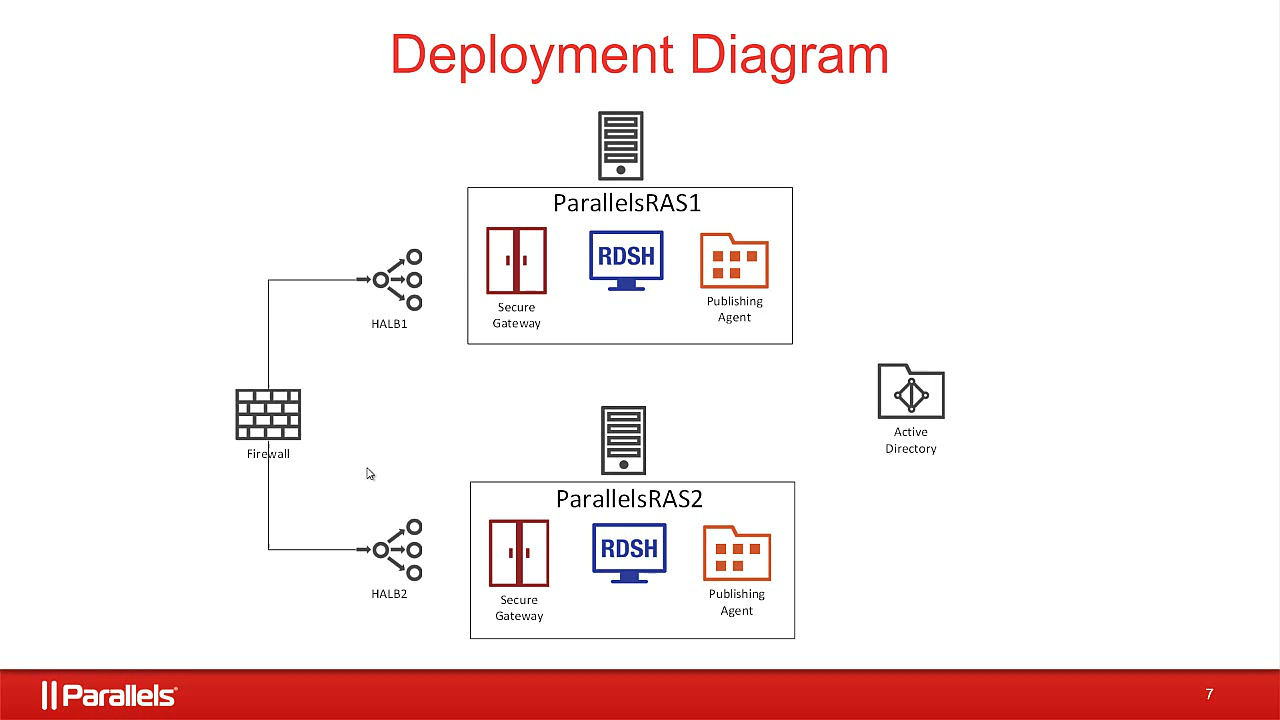 Deployment Diagram
ParallelsRAS1
RDSH
Secure
Gateway
Publishing
Agent
HALB1
Firewall
Active
Directory
ParallelsRAS2
RDSH
Secure
Gateway
Publishing
Agent
HALB2
Parallels
7